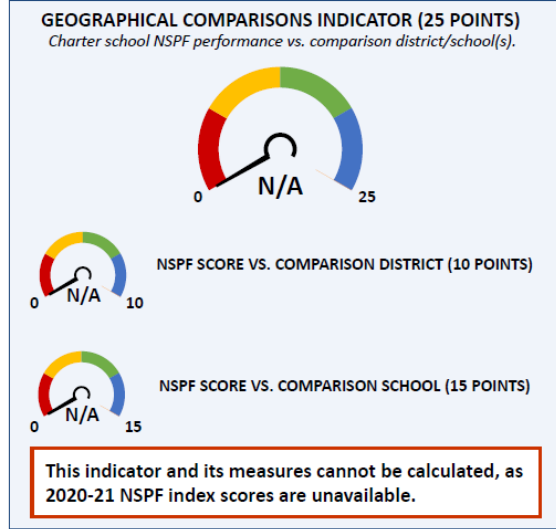 GEOGRAPHICAL COMPARISONS INDICATOR (25 POINTS)
Charter school NSPF performance vs. comparison district/school(s).
N/A
0
25
NSPF SCORE VS. COMPARISON DISTRICT (10 POINTS)
N/A
0
10
NSPF SCORE VS. COMPARISON SCHOOL (15 POINTS)
N/A
0
15
This indicator and its measures cannot be calculated, as
2020-21 NSPF index scores are unavailable.